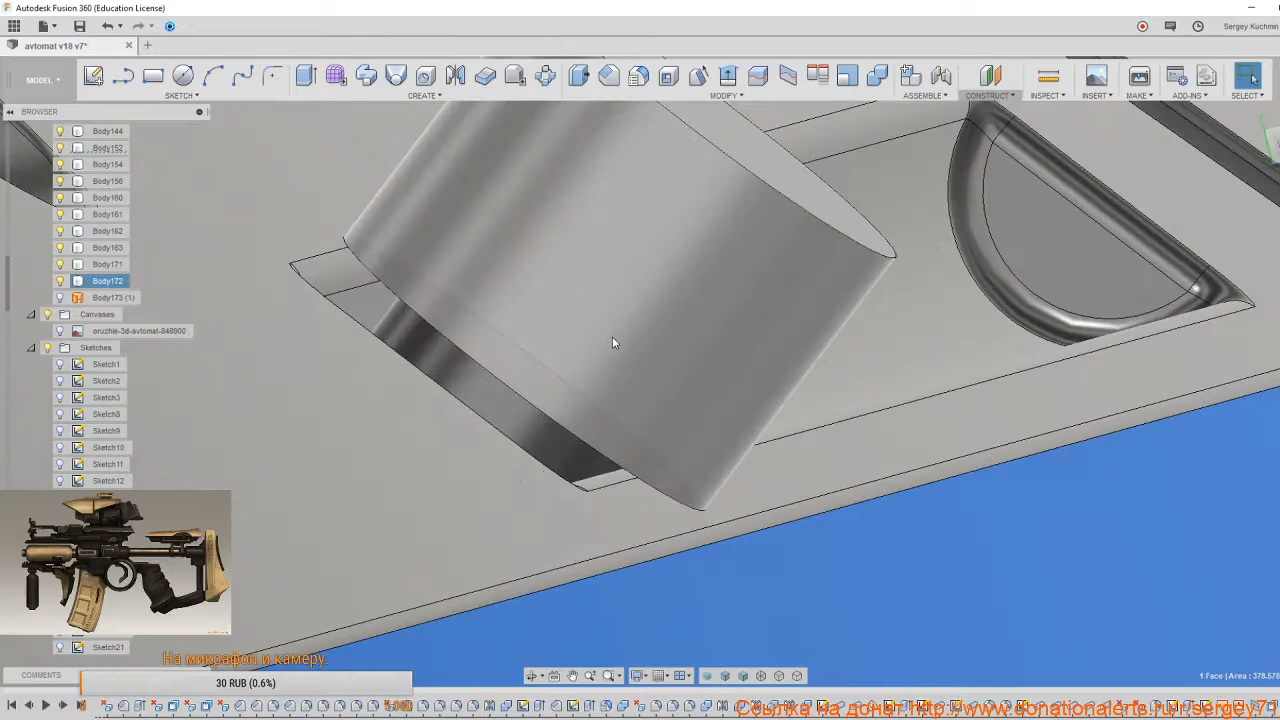 Autodesk Fusion 360 (Education License)
Sergey Kuchmin
avtomat v18 v7*
MODEL
SKETCH
CREATE
MODIFY
ASSEMBLE
CONSTRUCT
INSPECT
INSERT
MAKE
ADD-INS
SELECT
BROWSER
Body144
Body152
Body154
Body156
Body160
Body161
Body162
Body163
Body171
Body172
Body173 (1)
Canvases
oruzhie-3d-avtomat-848900
Sketches
Sketch1
Sketch2
Sketch3
Sketch8
Sketch9
Sketch10
Sketch11
Sketch12
Sketch21
На микрафон и камеру.
COMMENTS
30 RUB (0.6%)
1 Face | Area : 378.578
Ссылка на донат http://www.donationalerts.ru/r/sergey71